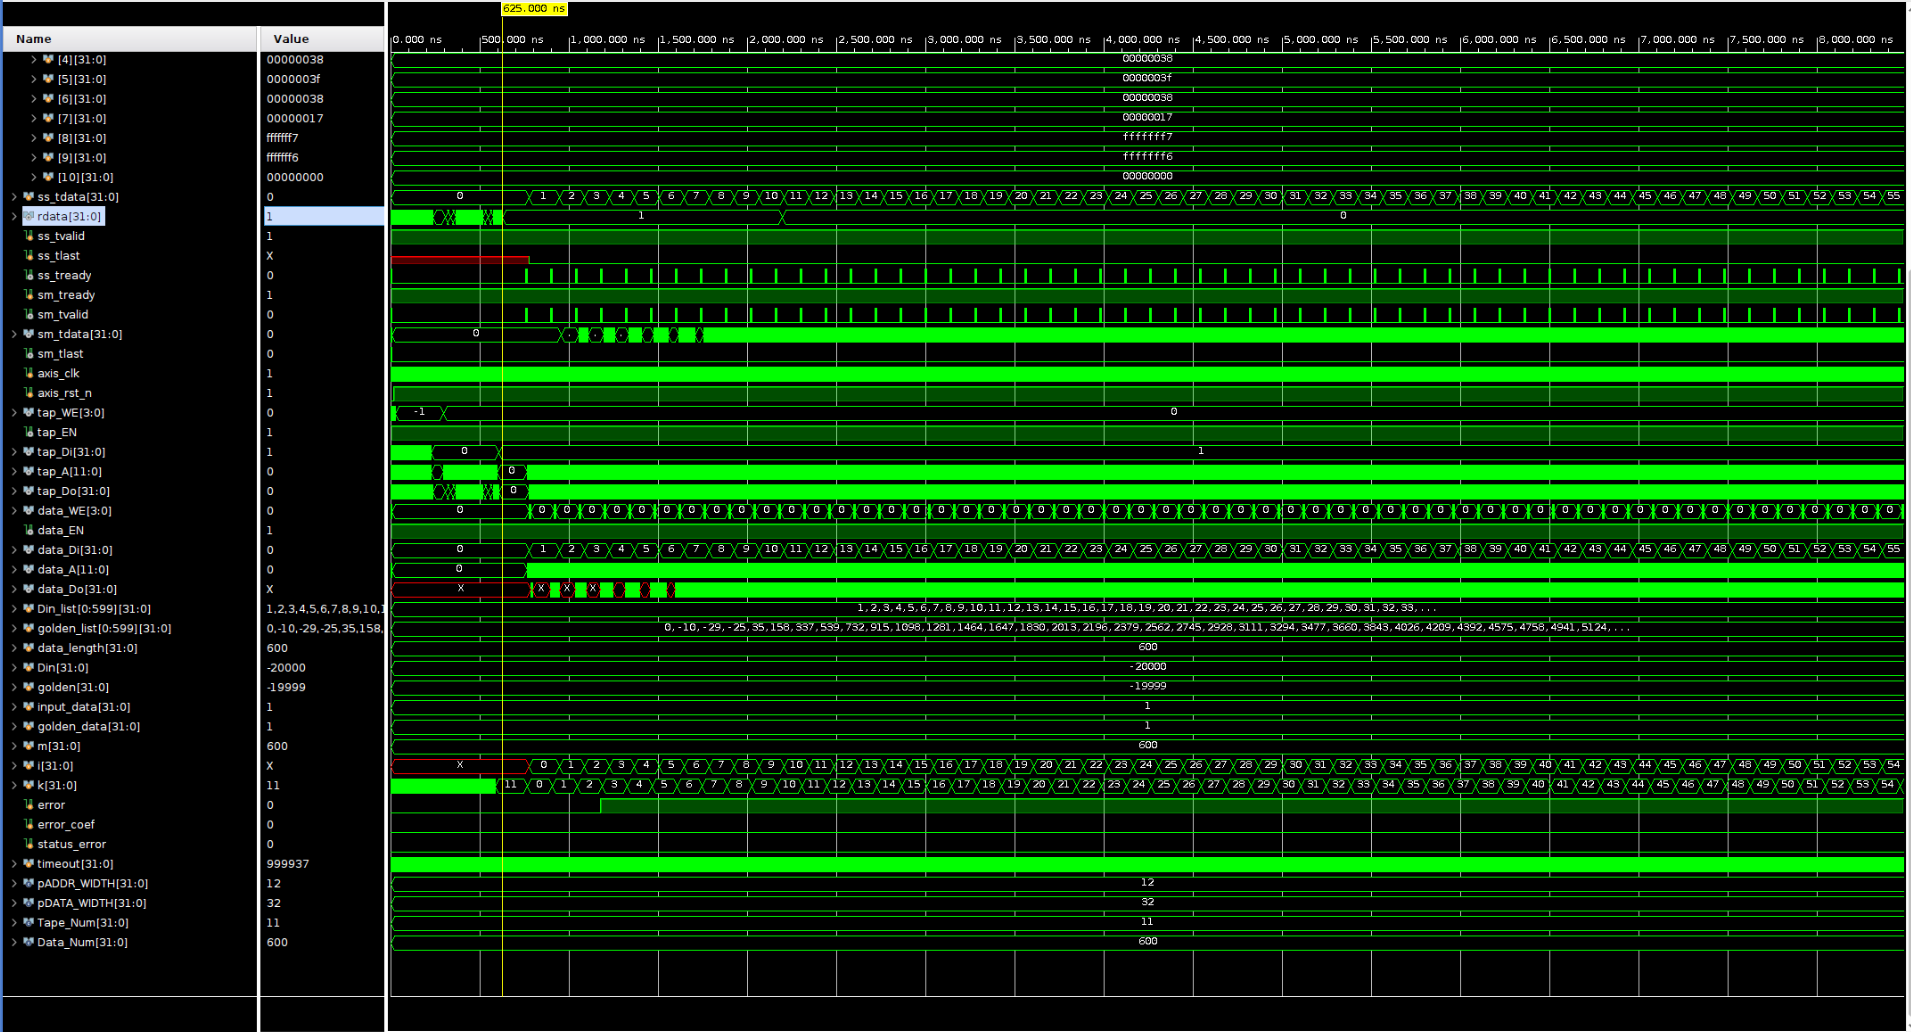 625.000 ns
Name Value
0.000 ns 500.000 ns 1,000.000 ns 1,500.000 ns 2,000.000 ns 2,500.000 ns 3,000.000 ns 3,500.000 ns 4,000.000 ns 4,500.000 ns 5,000.000 ns 5,500.000 ns 6,000.000 ns 6,500.000 ns 7,000.000 ns 7,500.000 ns 8,000.000 ns
[4][31:0] 00000038 00000038
[5][31:0] 0000003f 0000003f
[6][31:0] 00000038 00000038
[7][31:0] 00000017 00000017
[8][31:0] fffffff7 fffffff7
[9][31:0] fffffff6 fffffff6
[10][31:0] 00000000 00000000
ss_tdata[31:0] 0 0 1 2 3 4 5 6 7 8 9 10 11 12 13 14 15 16 17 18 19 20 21 22 23 24 25 26 27 28 29 30 31 32 33 34 35 36 37 38 39 40 41 42 43 44 45 46 47 48 49 50 51 52 53 54 55
rdata[31:0] 1 1 0
ss_tvalid 1
ss_tlast X
ss_tready 0
sm_tready 1
sm_tvalid 0
sm_tdata[31:0] 0 0
sm_tlast 0
axis_clk 1
axis_rst_n 1
tap_WE[3:0] 0 -1 0
tap_EN 1
tap_Di[31:0] 1 0 1
tap_A[11:0] 0 0
tap_Do[31:0] 0 0
data_WE[3:0] 0 0 0 0 0 0 0 0 0 0 0 0 0 0 0 0 0 0 0 0 0 0 0 0 0 0 0 0 0 0 0 0 0 0 0 0 0 0 0 0 0 0 0 0 0 0 0 0 0 0 0 0 0 0 0 0 0
data_EN 1
data_Di[31:0] 0 0 1 2 3 4 5 6 7 8 9 10 11 12 13 14 15 16 17 18 19 20 21 22 23 24 25 26 27 28 29 30 31 32 33 34 35 36 37 38 39 40 41 42 43 44 45 46 47 48 49 50 51 52 53 54 55
data_A[11:0] 0 0
data_Do[31:0] X X X X X
Din_list[0:599][31:0] 1,2,3,4,5,6,7,8,9,10,1 1,2,3,4,5,6,7,8,9,10,11,12,13,14,15,16,17,18,19,20,21,22,23,24,25,26,27,28,29,30,31,32,33,...
golden_list[0:599][31:0] 0,-10,-29,-25,35,158, 0,-10,-29,-25,35,158,337,539,732,915,1098,1281,1464,1647,1830,2013,2196,2379,2562,2745,2928,3111,3294,3477,3660,3843,4026,4209,4392,4575,4758,4941,5124,...
data_length[31:0] 600 600
Din[31:0] -20000 -20000
golden[31:0] -19999 -19999
input_data[31:0] 1 1
golden_data[31:0] 1 1
m[31:0] 600 600
i[31:0] X X 0 1 2 3 4 5 6 7 8 9 10 11 12 13 14 15 16 17 18 19 20 21 22 23 24 25 26 27 28 29 30 31 32 33 34 35 36 37 38 39 40 41 42 43 44 45 46 47 48 49 50 51 52 53 54
k[31:0] 11 11 0 1 2 3 4 5 6 7 8 9 10 11 12 13 14 15 16 17 18 19 20 21 22 23 24 25 26 27 28 29 30 31 32 33 34 35 36 37 38 39 40 41 42 43 44 45 46 47 48 49 50 51 52 53 54
error 0
error_coef 0
status_error 0
timeout[31:0] 999937
pADDR_WIDTH[31:0] 12 12
pDATA_WIDTH[31:0] 32 32
Tape_Num[31:0] 11 11
Data_Num[31:0] 600 600